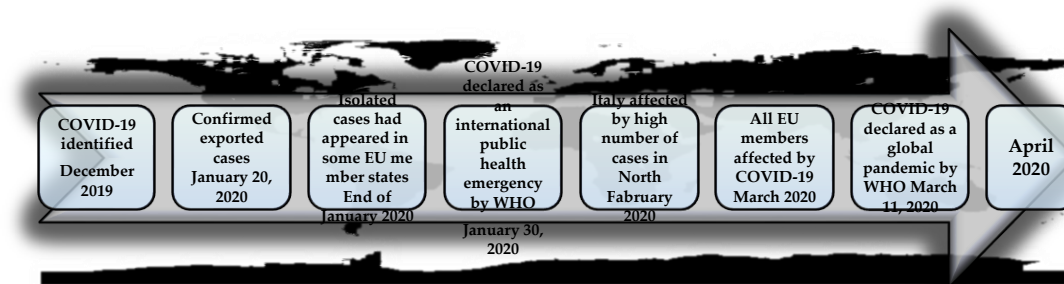 COVID-19
identified
December
2019
Confirmed
exported
cases
January 20,
2020
Isolated
cases had
appeared in
some EU me
mber states
End of
January 2020
COVID-19
declared as
an
international
public
health
emergency
by WHO
January 30,
2020
Italy affected
by high
number of
cases in
North
Fabruary
2020
All EU
members
affected by
COVID-19
March 2020
COVID-19
declared as a
global
pandemic by
WHO March
11, 2020
April
2020